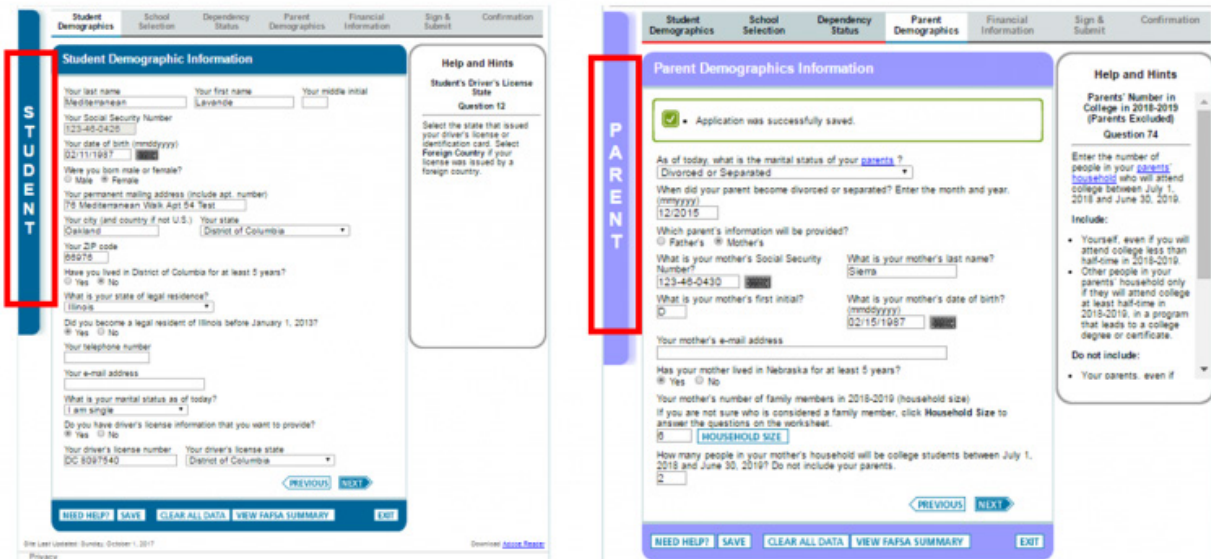 Student Demographics
School Selection
Dependency Status
Parent Demographics
Financial Information
Sign & Submit
Confirmation
STUDENT
Student Demographic Information
Your last name Your first name Your middle initial
Mediterranean Lavande
Your Social Security Number
123-46-0426
Your date of birth (mmddyyyy)
02/11/1987
Were you born male or female?
Male Female
Your permanent mailing address (include apt. number)
76 Mediterranean Walk Apt 54 Test
Your city (and country if not U.S.) Your state
Oakland District of Columbia
Your ZIP code
66976
Have you lived in District of Columbia for at least 5 years?
Yes No
What is your state of legal residence?
Illinois
Did you become a legal resident of Illinois before January 1, 2013?
Yes No
Your telephone number
Your e-mail address
What is your marital status as of today?
I am single
Do you have driver's license information that you want to provide?
Yes No
Your driver's license number Your driver's license state
DC 8097540 District of Columbia
PREVIOUS NEXT
NEED HELP? SAVE CLEAR ALL DATA VIEW FAFSA SUMMARY EXIT
Site Last Updated: Sunday, October 1, 2017
Download Adobe Reader
Privacy
Help and Hints
Student's Driver's License
State
Question 12
Select the state that issued
your driver's license or
identification card. Select
Foreign Country if your
license was issued by a
foreign country.
Student Demographics
School Selection
Dependency Status
Parent Demographics
Financial Information
Sign & Submit
Confirmation
PARENT
Parent Demographics Information
Application was successfully saved.
As of today, what is the marital status of your parents ?
Divorced or Separated
When did your parent become divorced or separated? Enter the month and year.
(mmyyyy)
12/2015
Which parent's information will be provided?
Father's Mother's
What is your mother's Social Security
Number?
123-46-0430
What is your mother's last name?
Sierra
What is your mother's first initial?
D
What is your mother's date of birth?
(mmddyyyy)
02/15/1987
Your mother's e-mail address
Has your mother lived in Nebraska for at least 5 years?
Yes No
Your mother's number of family members in 2018-2019 (household size)
If you are not sure who is considered a family member, click Household Size to
answer the questions on the worksheet.
6 HOUSEHOLD SIZE
How many people in your mother's household will be college students between July 1,
2018 and June 30, 2019? Do not include your parents.
2
PREVIOUS NEXT
NEED HELP? SAVE CLEAR ALL DATA VIEW FAFSA SUMMARY EXIT
Help and Hints
Parents' Number in
College in 2018-2019
(Parents Excluded)
Question 74
Enter the number of
people in your parents'
household who will attend
college between July 1,
2018 and June 30, 2019.
Include:
Yourself, even if you will
attend college less than
half-time in 2018-2019.
Other people in your
parents' household only
if they will attend college
at least half-time in
2018-2019, in a program
that leads to a college
degree or certificate.
Do not include:
Your parents, even if